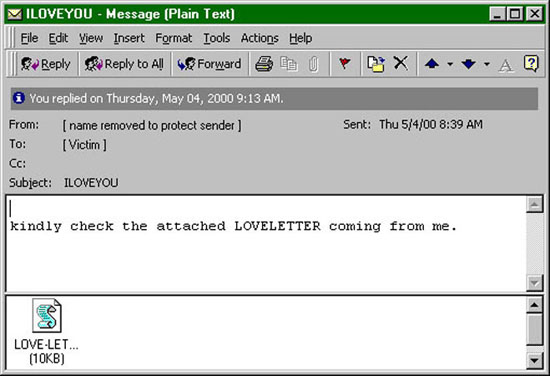 ILOVEYOU - Message (Plain Text)
File Edit View Insert Format Tools Actions Help
Reply Reply to All Forward A
You replied on Thursday, May 04, 2000 9:13 AM.
From: [ name removed to protect sender ] Sent: Thu 5/4/00 8:39 AM
To: [ Victim ]
Cc:
Subject: ILOVEYOU
kindly check the attached LOVELETTER coming from me.
LOVE-LET...
(10KB)